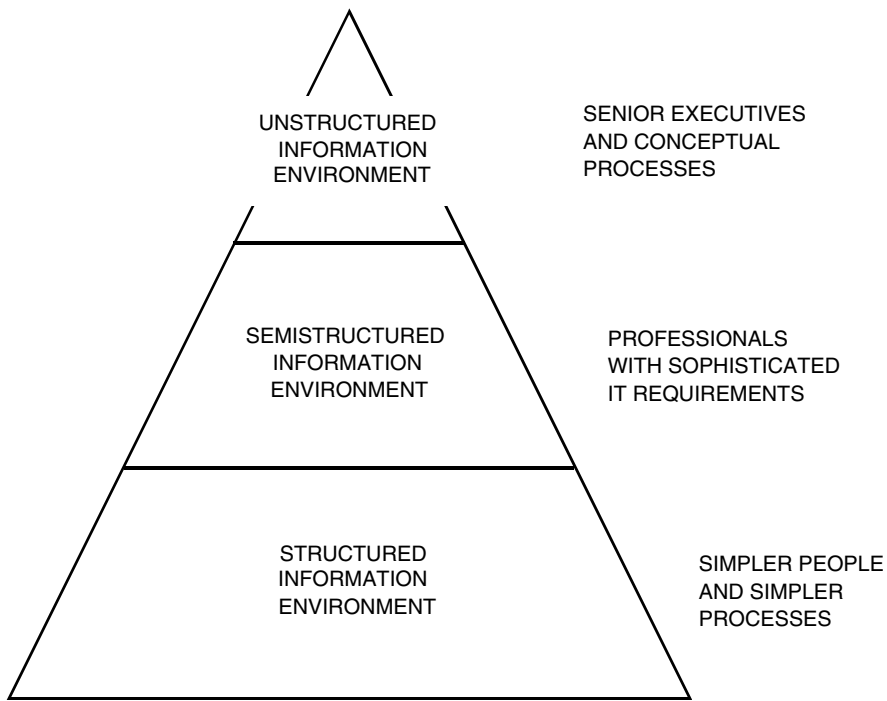 UNSTRUCTURED
INFORMATION
ENVIRONMENT
SENIOR EXECUTIVES
AND CONCEPTUAL
PROCESSES
SEMISTRUCTURED
INFORMATION
ENVIRONMENT
PROFESSIONALS
WITH SOPHISTICATED
IT REQUIREMENTS
STRUCTURED
INFORMATION
ENVIRONMENT
SIMPLER PEOPLE
AND SIMPLER
PROCESSES